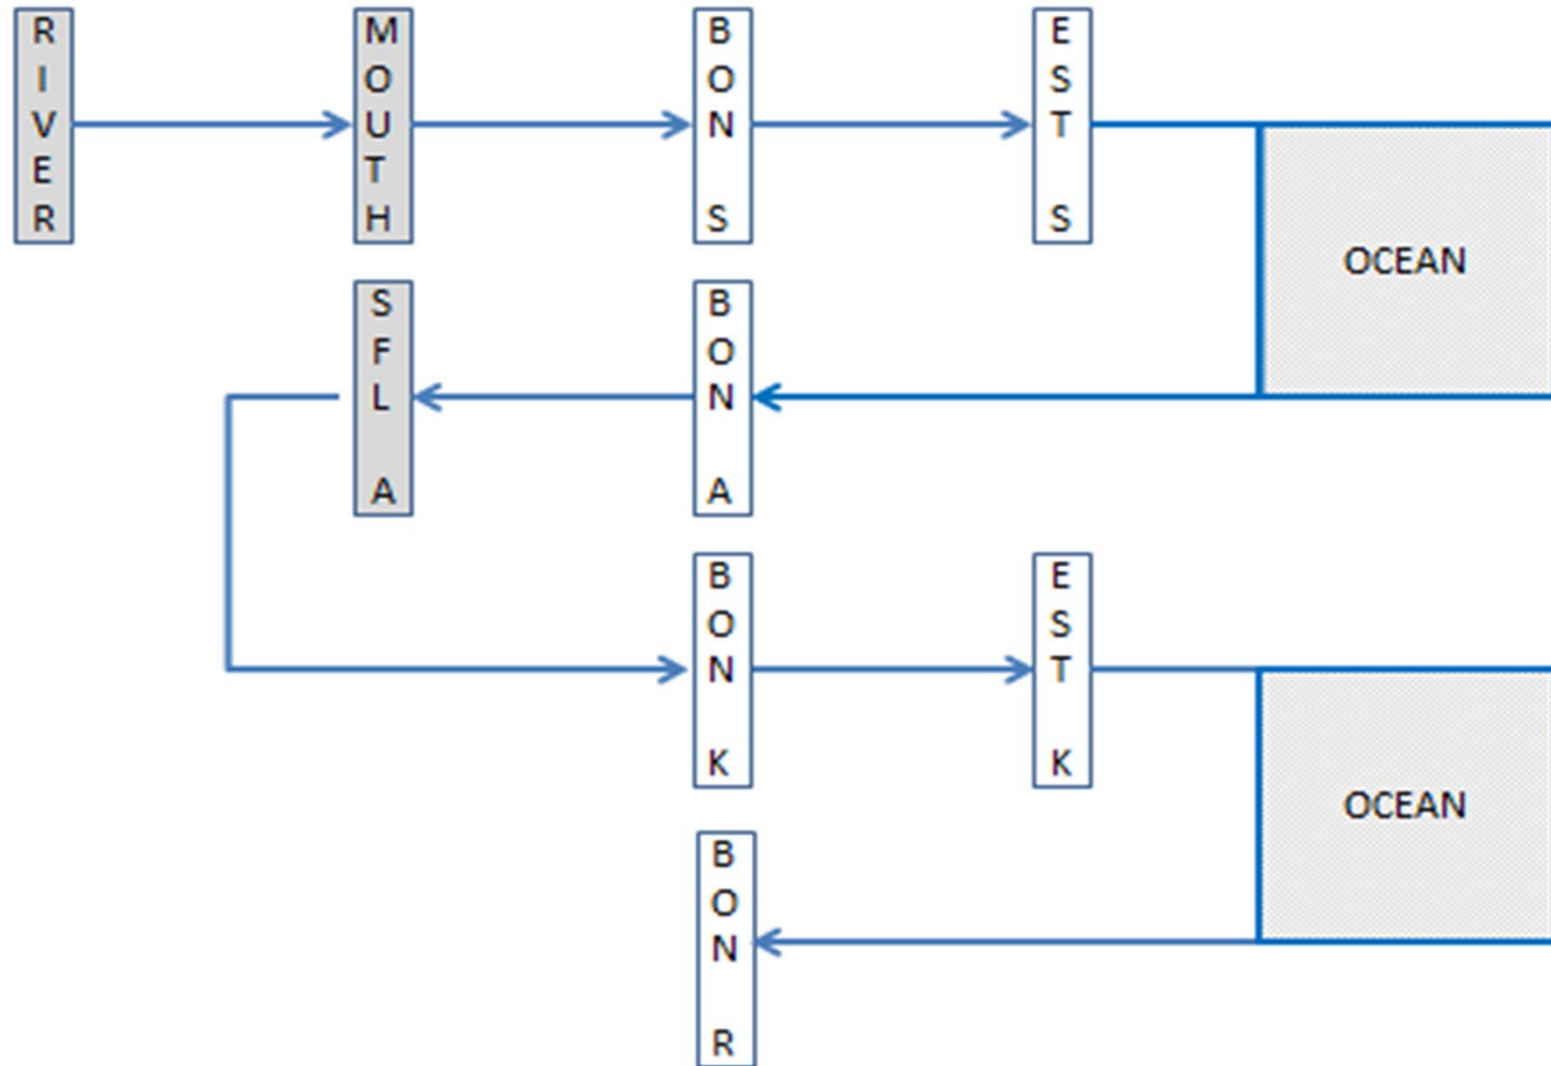 RIVER
MOUTH
BON S
EST S
OCEAN
SFL A
BON A
BON K
EST K
OCEAN
BON R